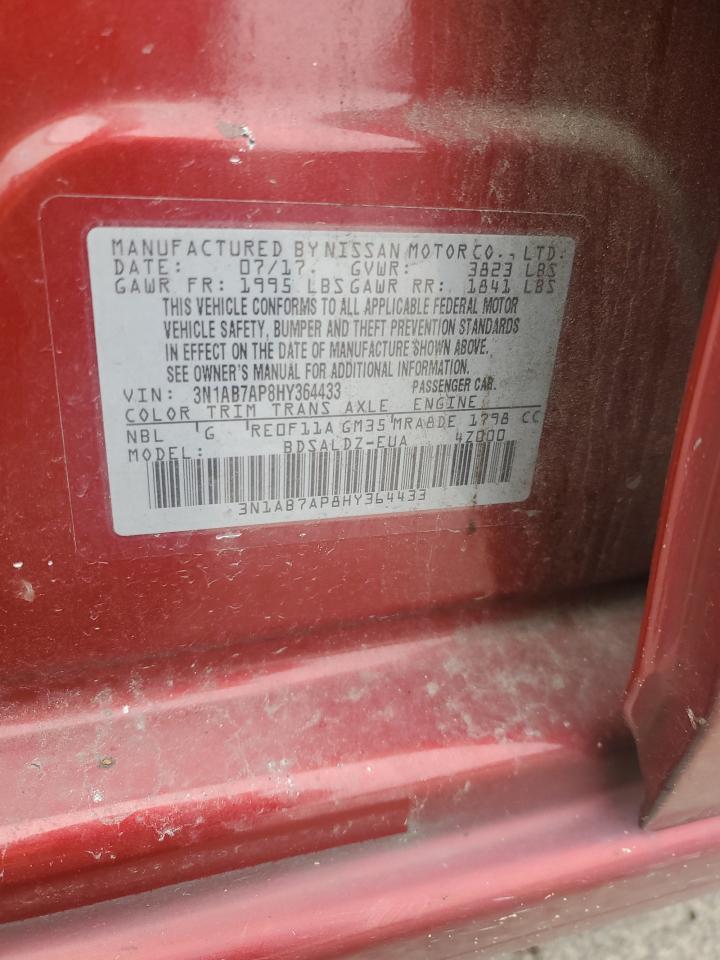 MANUFACTURED BY NISSAN MOTOR CO., LTD.
DATE: 07/17. GVWR: 3823 LBS
GAWR FR: 1995 LBS GAWR RR: 1841 LBS
THIS VEHICLE CONFORMS TO ALL APPLICABLE FEDERAL MOTOR
VEHICLE SAFETY, BUMPER AND THEFT PREVENTION STANDARDS
IN EFFECT ON THE DATE OF MANUFACTURE SHOWN ABOVE.
SEE OWNER'S MANUAL FOR ADDITIONAL INFORMATION.
VIN: 3N1AB7AP8HY364433 PASSENGER CAR.
COLOR TRIM TRANS AXLE ENGINE
NBL G RE0F11A GM35 MRA8DE 1798 CC
MODEL: BDSALDZ-EUA 4Z000
3N1AB7AP8HY364433